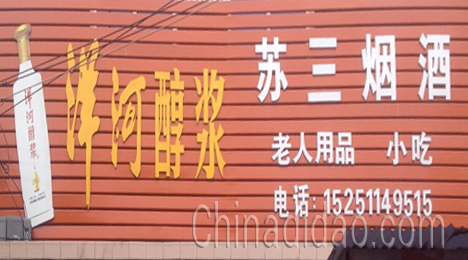 洋河醇浆
洋河醇浆
苏三烟酒
老人用品 小吃
电话:15251149515
Chinadidao.com